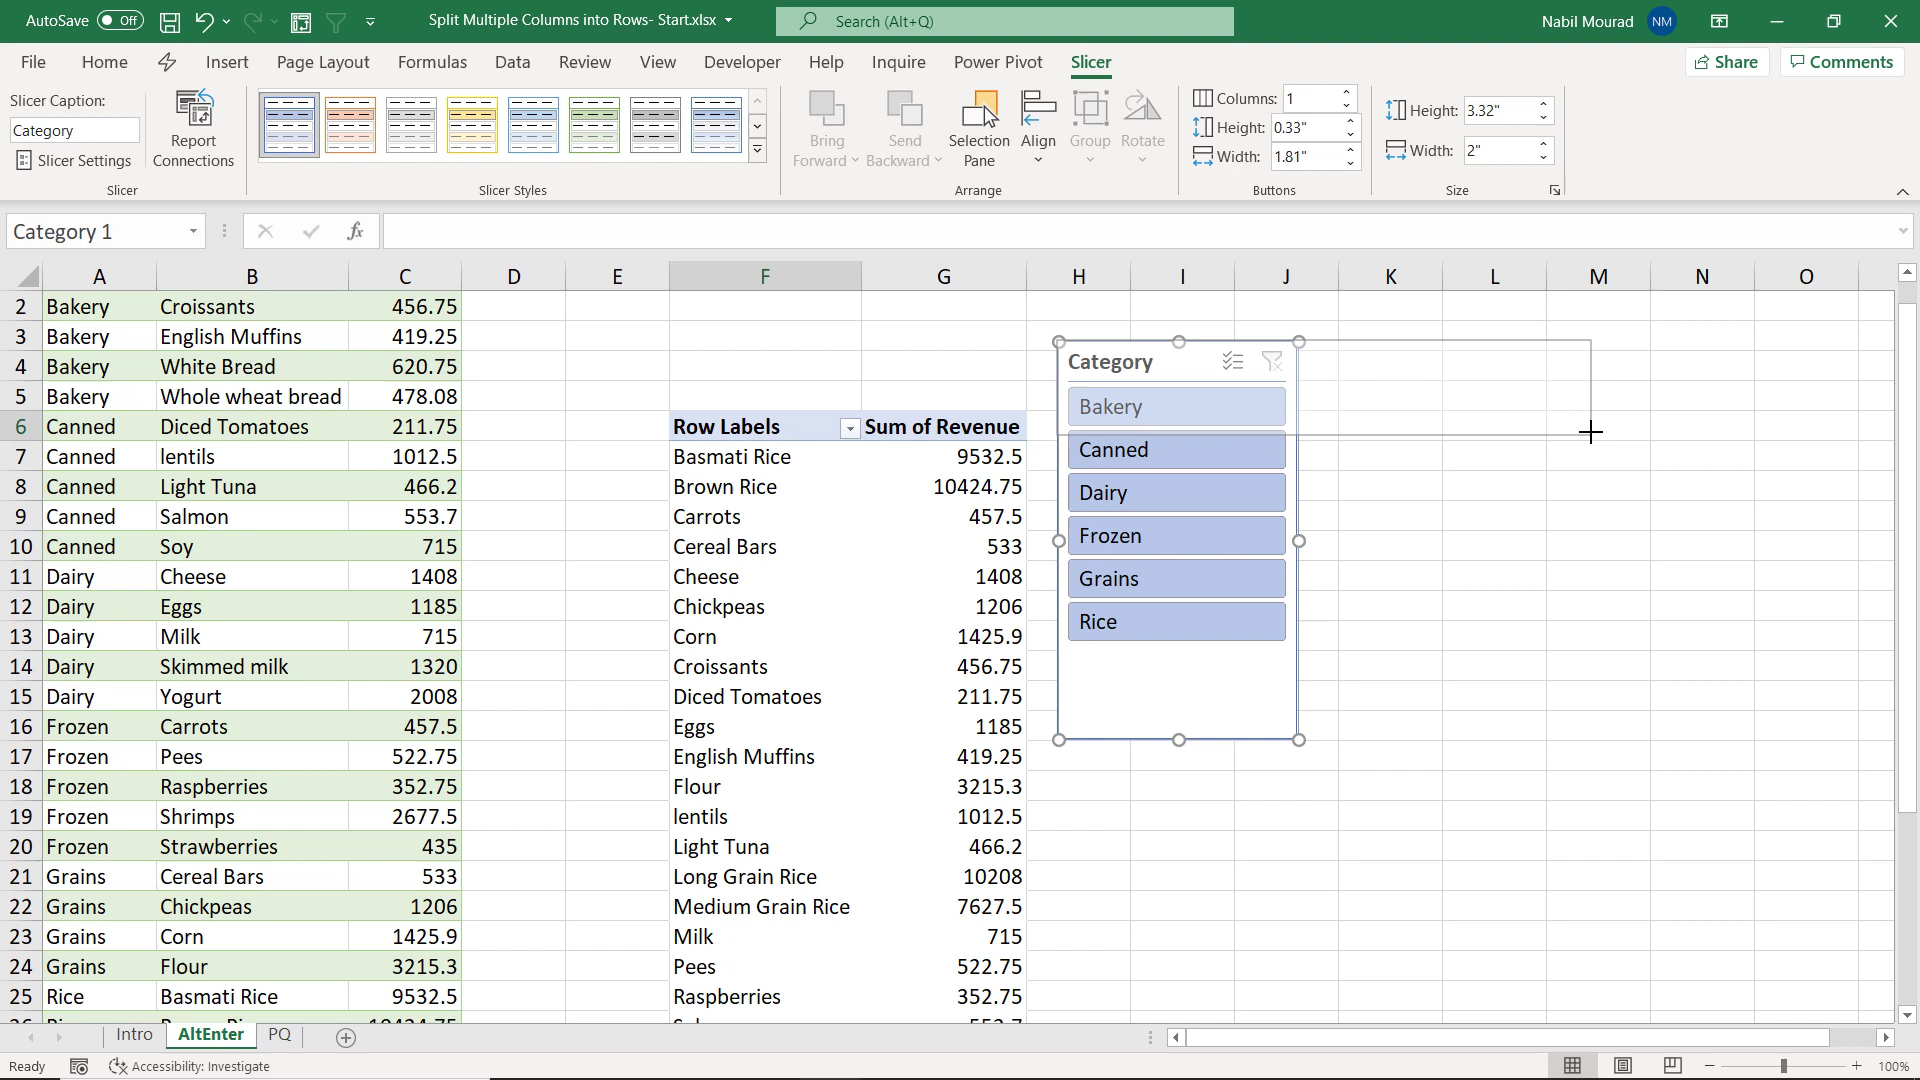 AutoSave Off Split Multiple Columns into Rows- Start.xlsx Search (Alt+Q) Nabil Mourad NM
File Home Insert Page Layout Formulas Data Review View Developer Help Inquire Power Pivot Slicer Share Comments
Slicer Caption:
Category
Slicer Settings
Report
Connections
Bring
Forward
Send
Backward
Selection
Pane
Align
Group
Rotate
Columns: 1
Height: 0.33"
Width: 1.81"
Height: 3.32"
Width: 2"
Slicer Slicer Styles Arrange Buttons Size
Category 1 fx
A B C D E F G H I J K L M N O
2 Bakery Croissants 456.75
3 Bakery English Muffins 419.25
4 Bakery White Bread 620.75
5 Bakery Whole wheat bread 478.08
6 Canned Diced Tomatoes 211.75 Row Labels Sum of Revenue
7 Canned lentils 1012.5 Basmati Rice 9532.5
8 Canned Light Tuna 466.2 Brown Rice 10424.75
9 Canned Salmon 553.7 Carrots 457.5
10 Canned Soy 715 Cereal Bars 533
11 Dairy Cheese 1408 Cheese 1408
12 Dairy Eggs 1185 Chickpeas 1206
13 Dairy Milk 715 Corn 1425.9
14 Dairy Skimmed milk 1320 Croissants 456.75
15 Dairy Yogurt 2008 Diced Tomatoes 211.75
16 Frozen Carrots 457.5 Eggs 1185
17 Frozen Pees 522.75 English Muffins 419.25
18 Frozen Raspberries 352.75 Flour 3215.3
19 Frozen Shrimps 2677.5 lentils 1012.5
20 Frozen Strawberries 435 Light Tuna 466.2
21 Grains Cereal Bars 533 Long Grain Rice 10208
22 Grains Chickpeas 1206 Medium Grain Rice 7627.5
23 Grains Corn 1425.9 Milk 715
24 Grains Flour 3215.3 Pees 522.75
25 Rice Basmati Rice 9532.5 Raspberries 352.75
Category
Bakery
Canned
Dairy
Frozen
Grains
Rice
Intro AltEnter PQ
Ready Accessibility: Investigate 100%